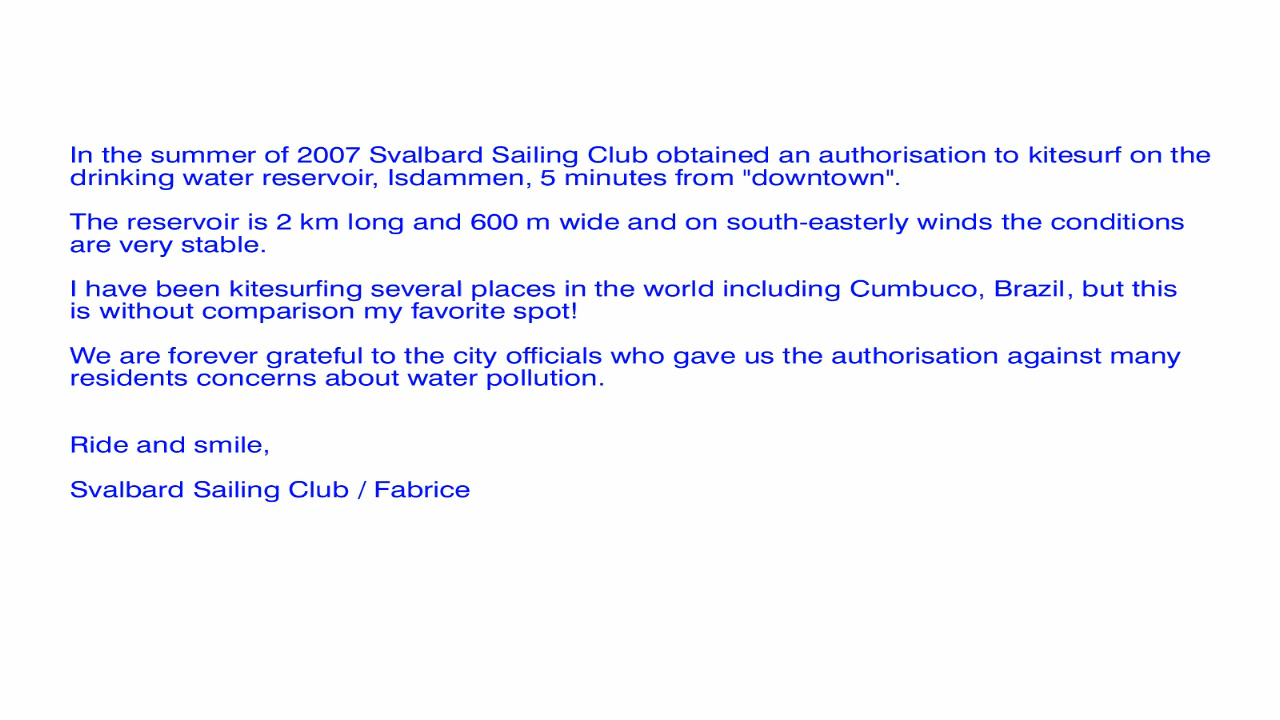 In the summer of 2007 Svalbard Sailing Club obtained an authorisation to kitesurf on the
drinking water reservoir, Isdammen, 5 minutes from "downtown".
The reservoir is 2 km long and 600 m wide and on south-easterly winds the conditions
are very stable.
I have been kitesurfing several places in the world including Cumbuco, Brazil, but this
is without comparison my favorite spot!
We are forever grateful to the city officials who gave us the authorisation against many
residents concerns about water pollution.
Ride and smile,
Svalbard Sailing Club / Fabrice